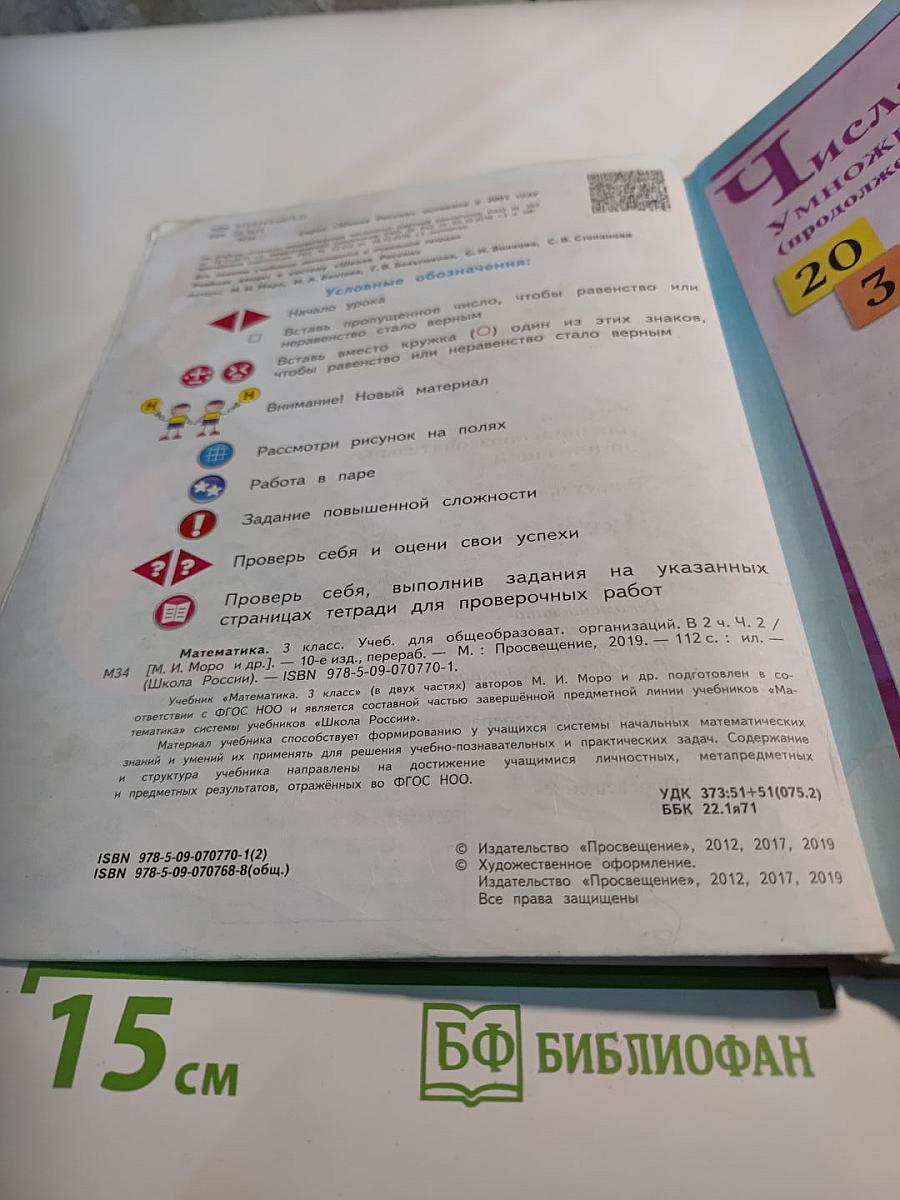 Серия «Школа России» основана в 2001 году
Авторы: М. И. Моро, М. А. Бантова, Г. В. Бельтюкова, С. И. Волкова, С. В. Степанова
Условные обозначения:
Начало урока
Вставь пропущенное число, чтобы равенство или
неравенство стало верным
Вставь вместо кружка ( ) один из этих знаков,
чтобы равенство или неравенство стало верным
Н Н
Внимание! Новый материал
Рассмотри рисунок на полях
Работа в паре
!
Задание повышенной сложности
? ?
Проверь себя и оцени свои успехи
Проверь себя, выполнив задания на указанных
страницах тетради для проверочных работ
Математика. 3 класс. Учеб. для общеобразоват. организаций. В 2 ч. Ч. 2 /
М34 [М. И. Моро и др.]. — 10-е изд., перераб. — М. : Просвещение, 2019. — 112 с. : ил. —
(Школа России). — ISBN 978-5-09-070770-1.
Учебник «Математика. 3 класс» (в двух частях) авторов М. И. Моро и др. подготовлен в со-
ответствии с ФГОС НОО и является составной частью завершённой предметной линии учебников «Ма-
тематика» системы учебников «Школа России».
Материал учебника способствует формированию у учащихся системы начальных математических
знаний и умений их применять для решения учебно-познавательных и практических задач. Содержание
и структура учебника направлены на достижение учащимися личностных, метапредметных
и предметных результатов, отражённых во ФГОС НОО.
УДК 373:51+51(075.2)
ББК 22.1я71
ISBN 978-5-09-070770-1(2)
ISBN 978-5-09-070768-8(общ.)
© Издательство «Просвещение», 2012, 2017, 2019
© Художественное оформление.
Издательство «Просвещение», 2012, 2017, 2019
Все права защищены
20
3
15 см
БФ БИБЛИОФАН